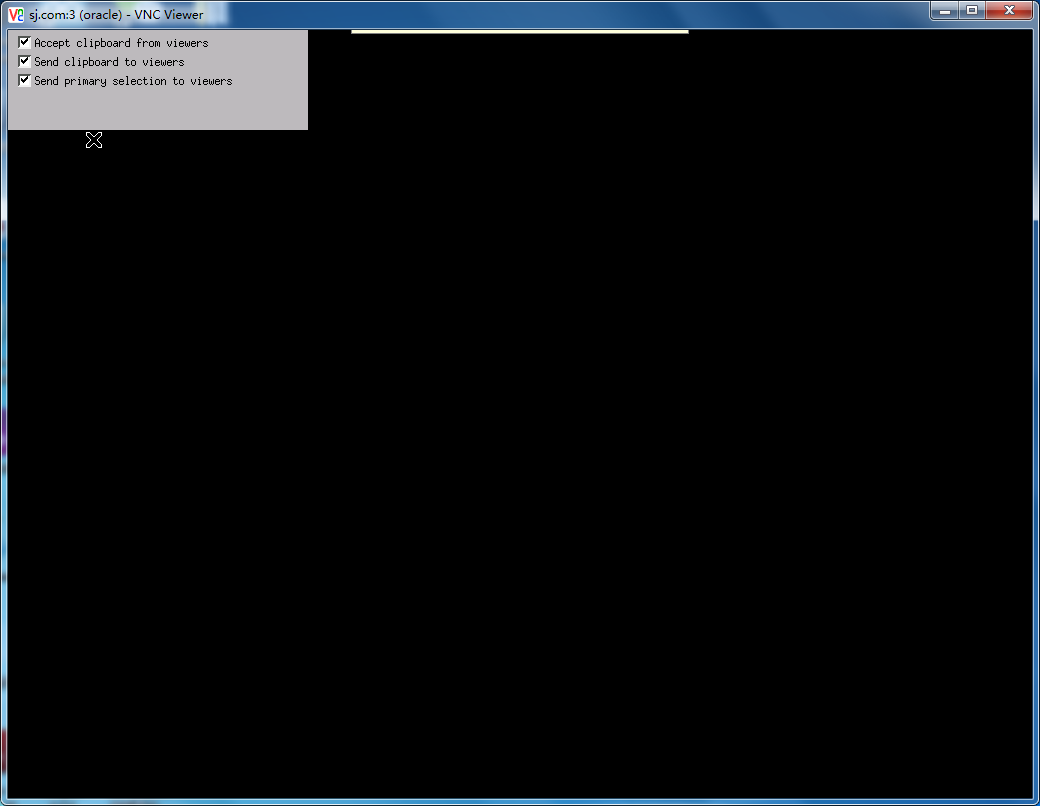 sj.com:3 (oracle) - VNC Viewer
Accept clipboard from viewers
Send clipboard to viewers
Send primary selection to viewers